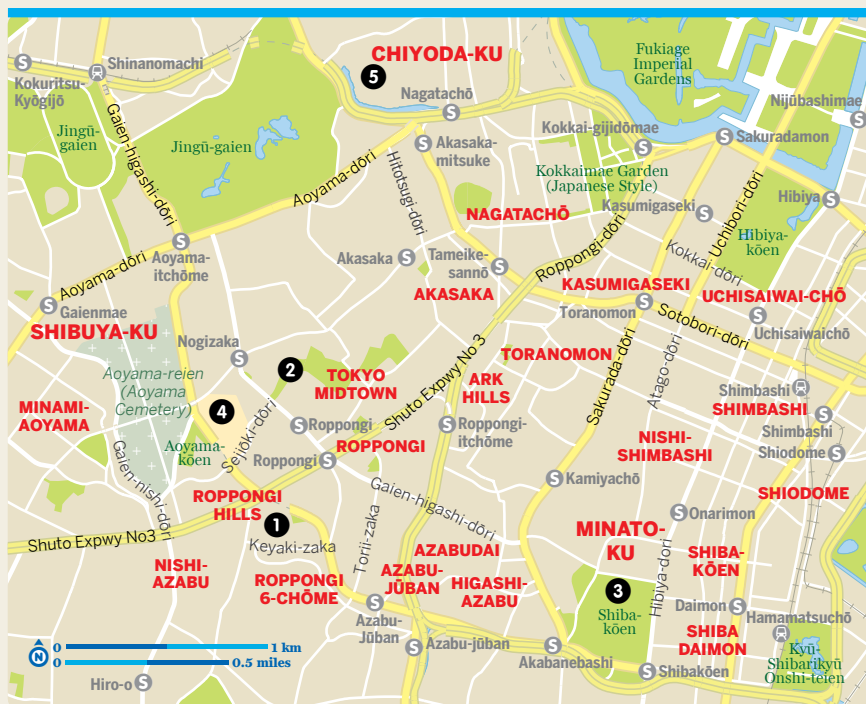 CHIYODA-KU
5
Fukiage
Imperial
Gardens
Shinanomachi
S
Kokuritsu-
Kyōgijō
Nagatachō
S
Nijūbashimae
S
Jingū-
gaien
Gaien-higashi-dōri
Jingū-gaien
Kokkai-gijidōmae
S
S Sakuradamon
S Akasaka-
mitsuke
Aoyama-dōri
Hitotsugi-dōri
Kokkaimae Garden
(Japanese Style)
Uchibori-dōri
Hibiya
S
NAGATACHŌ
Kasumigaseki
S
Hibiya-
kōen
Kokkai-dōri
Roppongi-dōri
S
Aoyama-
itchōme
Aoyama-dōri
Akasaka S
Tameike-
sannō
S
KASUMIGASEKI
S
Toranomon
UCHISAIWAI-CHŌ
S
Uchisaiwaichō
AKASAKA
Sotobori-dōri
S
Gaienmae
SHIBUYA-KU
Nogizaka
S
2
TOKYO
MIDTOWN
Shuto Expwy No 3
TORANOMON
ARK
HILLS
Sakurada-dōri
Atago-dōri
Aoyama-reien
(Aoyama
Cemetery)
Shimbashi
SHIMBASHI
S
Shimbashi
MINAMI-
AOYAMA
4
Seijōki-dōri
S Roppongi
S Roppongi-
itchōme
ROPPONGI
NISHI-
SHIMBASHI
Shiodome S
Aoyama-
kōen
Roppongi S
Gaien-nishi-dōri
S Kamiyachō
SHIODOME
ROPPONGI
HILLS
Gaien-higashi-dōri
S Onarimon
1
Keyaki-zaka
MINATO-
KU
Shuto Expwy No3
Torii-zaka
AZABUDAI
SHIBA-
KŌEN
NISHI-
AZABU
ROPPONGI
6-CHŌME
AZABU-
JŪBAN
HIGASHI-
AZABU
3
Shiba-
kōen
Hibiya-dōri
Daimon S
Hamamatsuchō
S
Azabu-
Jūban
SHIBA
DAIMON
Kyū-
Shibarikyū
Onshi-teien
N
0 1 km
0 0.5 miles
S Azabu-jūban
S
Akabanebashi
S Shibakōen
Hiro-o S